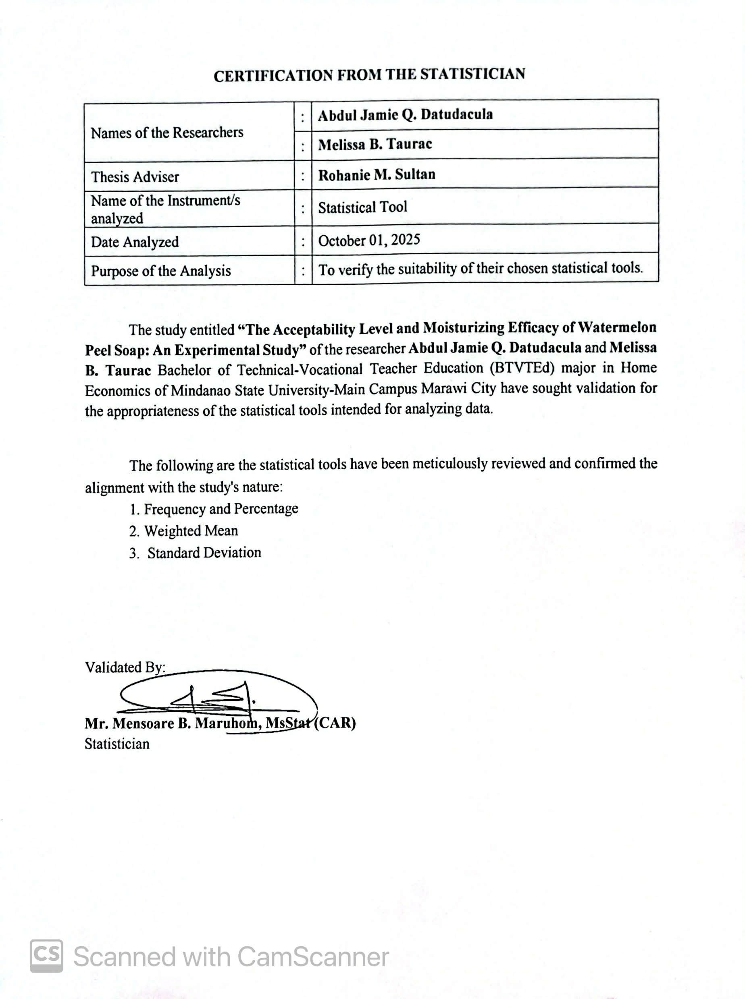 CERTIFICATION FROM THE STATISTICIAN
Names of the Researchers : Abdul Jamie Q. Datudacula
: Melissa B. Taurac
Thesis Adviser : Rohanie M. Sultan
Name of the Instrument/s
analyzed : Statistical Tool
Date Analyzed : October 01, 2025
Purpose of the Analysis : To verify the suitability of their chosen statistical tools.
The study entitled “The Acceptability Level and Moisturizing Efficacy of Watermelon
Peel Soap: An Experimental Study” of the researcher Abdul Jamie Q. Datudacula and Melissa
B. Taurac Bachelor of Technical-Vocational Teacher Education (BTVTEd) major in Home
Economics of Mindanao State University-Main Campus Marawi City have sought validation for
the appropriateness of the statistical tools intended for analyzing data.
The following are the statistical tools have been meticulously reviewed and confirmed the
alignment with the study's nature:
1. Frequency and Percentage
2. Weighted Mean
3. Standard Deviation
Validated By:
Mr. Mensoare B. Maruhom, MsStat (CAR)
Statistician
CS Scanned with CamScanner